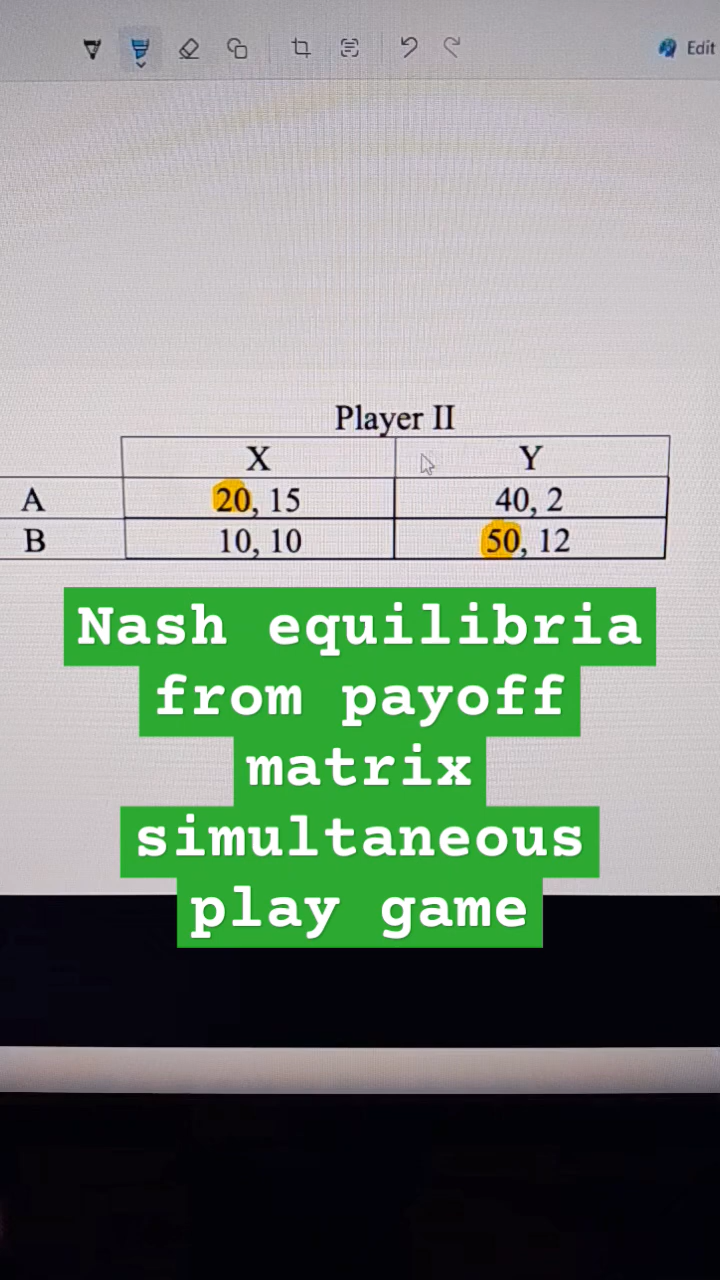 Edit
Player II
X Y
A 20, 15 40, 2
B 10, 10 50, 12
Nash equilibria
from payoff
matrix
simultaneous
play game